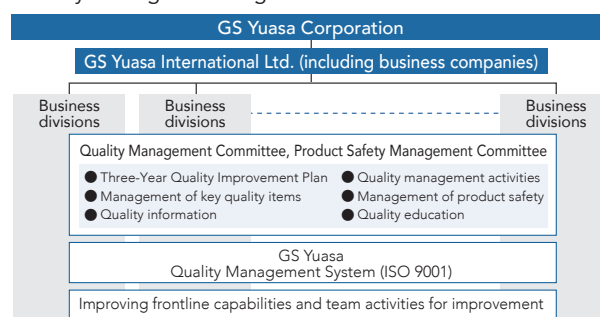 GS Yuasa Corporation
GS Yuasa International Ltd. (including business companies)
Business
divisions
Business
divisions
Business
divisions
Quality Management Committee, Product Safety Management Committee
● Three-Year Quality Improvement Plan
● Quality management activities
● Management of key quality items
● Management of product safety
● Quality information
● Quality education
GS Yuasa
Quality Management System (ISO 9001)
Improving frontline capabilities and team activities for improvement